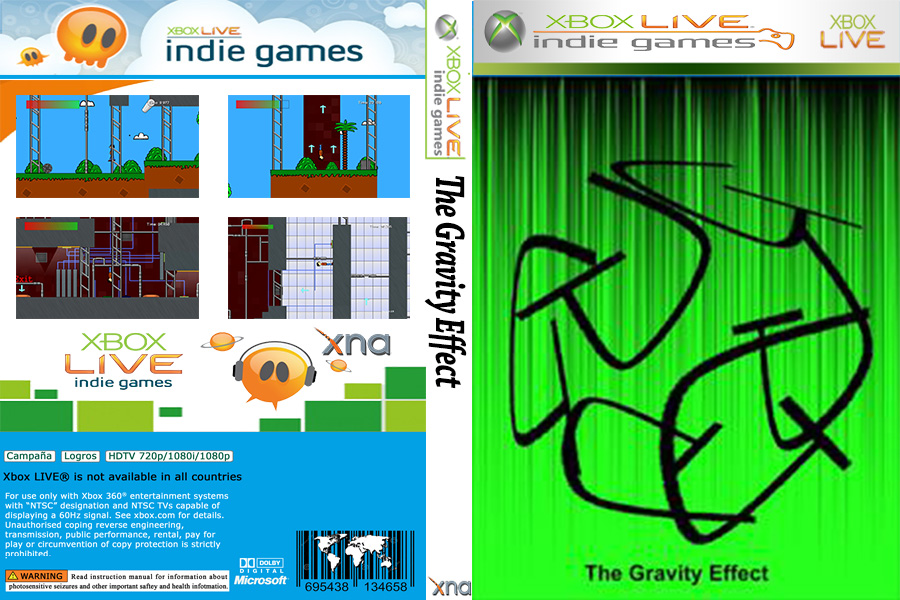 XBOX LIVE
indie games
Exit
XBOX
LIVE
indie games
xna
Campaña Logros HDTV 720p/1080i/1080p
Xbox LIVE® is not available in all countries
For use only with Xbox 360® entertainment systems
with “NTSC” designation and NTSC TVs capable of
displaying a 60Hz signal. See xbox.com for details.
Unauthorised coping reverse engineering,
transmission, public performance, rental, pay for
play or circumvention of copy protection is strictly
prohibited.
WARNING Read instruction manual for information about
photosensitive seizures and other important saftey and health infotmation.
DOLBY
DIGITAL
Microsoft
695438 134658
XBOX LIVE
indie games
The Gravity Effect
xna
XBOX LIVE
indie games
XBOX
LIVE
The Gravity Effect